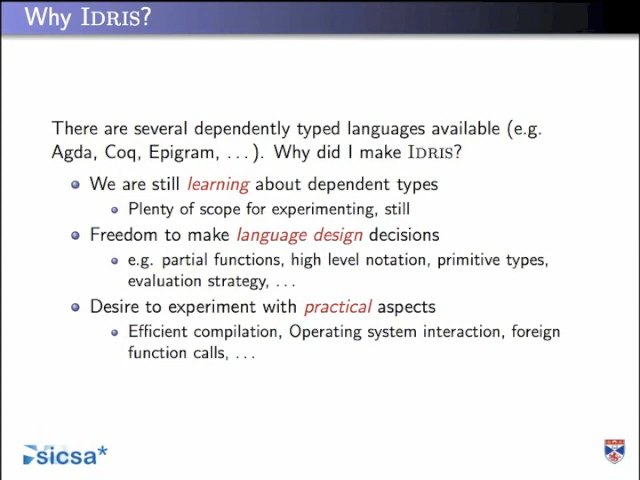 Why IDRIS?
There are several dependently typed languages available (e.g.
Agda, Coq, Epigram, ...). Why did I make IDRIS?
We are still learning about dependent types
Plenty of scope for experimenting, still
Freedom to make language design decisions
e.g. partial functions, high level notation, primitive types,
evaluation strategy, ...
Desire to experiment with practical aspects
Efficient compilation, Operating system interaction, foreign
function calls, ...
sicsa*